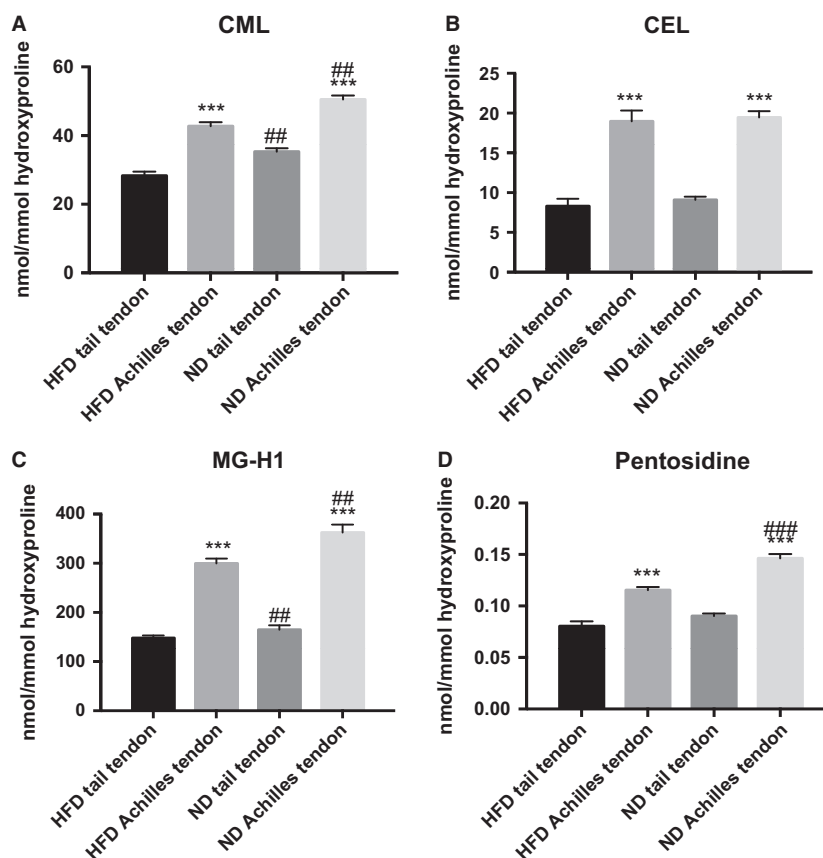 A
CML
nmol/mmol hydroxyproline
60
40
20
0
***
##
##
***
HFD tail tendon
HFD Achilles tendon
ND tail tendon
ND Achilles tendon
B
CEL
nmol/mmol hydroxyproline
25
20
15
10
5
0
***
***
HFD tail tendon
HFD Achilles tendon
ND tail tendon
ND Achilles tendon
C
MG-H1
nmol/mmol hydroxyproline
400
300
200
100
0
***
##
##
***
HFD tail tendon
HFD Achilles tendon
ND tail tendon
ND Achilles tendon
D
Pentosidine
nmol/mmol hydroxyproline
0.20
0.15
0.10
0.05
0.00
***
###
***
HFD tail tendon
HFD Achilles tendon
ND tail tendon
ND Achilles tendon